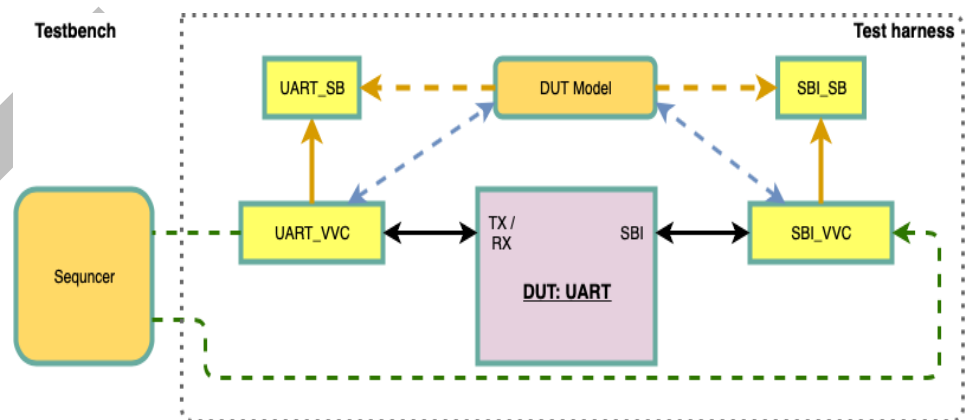 Testbench
Test harness
UART_SB
DUT Model
SBI_SB
UART_VVC
TX /
RX
SBI
SBI_VVC
Sequncer
DUT: UART